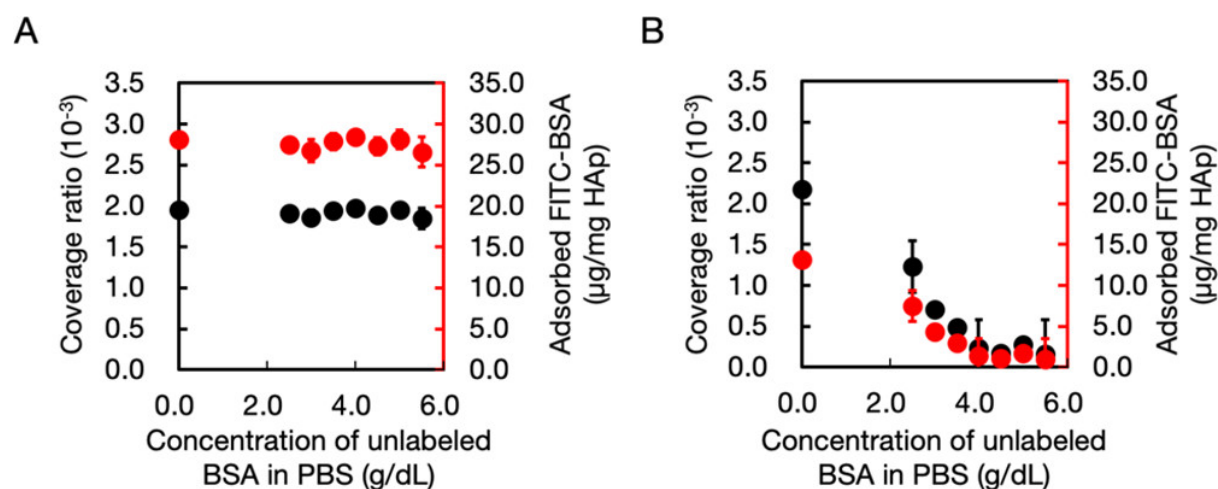 A
3.5
3.0
2.5
2.0
1.5
1.0
0.5
0.0
Coverage ratio (10⁻³)
35.0
30.0
25.0
20.0
15.0
10.0
5.0
0.0
Adsorbed FITC-BSA
(µg/mg HAp)
0.0 2.0 4.0 6.0
Concentration of unlabeled
BSA in PBS (g/dL)
B
3.5
3.0
2.5
2.0
1.5
1.0
0.5
0.0
Coverage ratio (10⁻³)
35.0
30.0
25.0
20.0
15.0
10.0
5.0
0.0
Adsorbed FITC-BSA
(µg/mg HAp)
0.0 2.0 4.0 6.0
Concentration of unlabeled
BSA in PBS (g/dL)